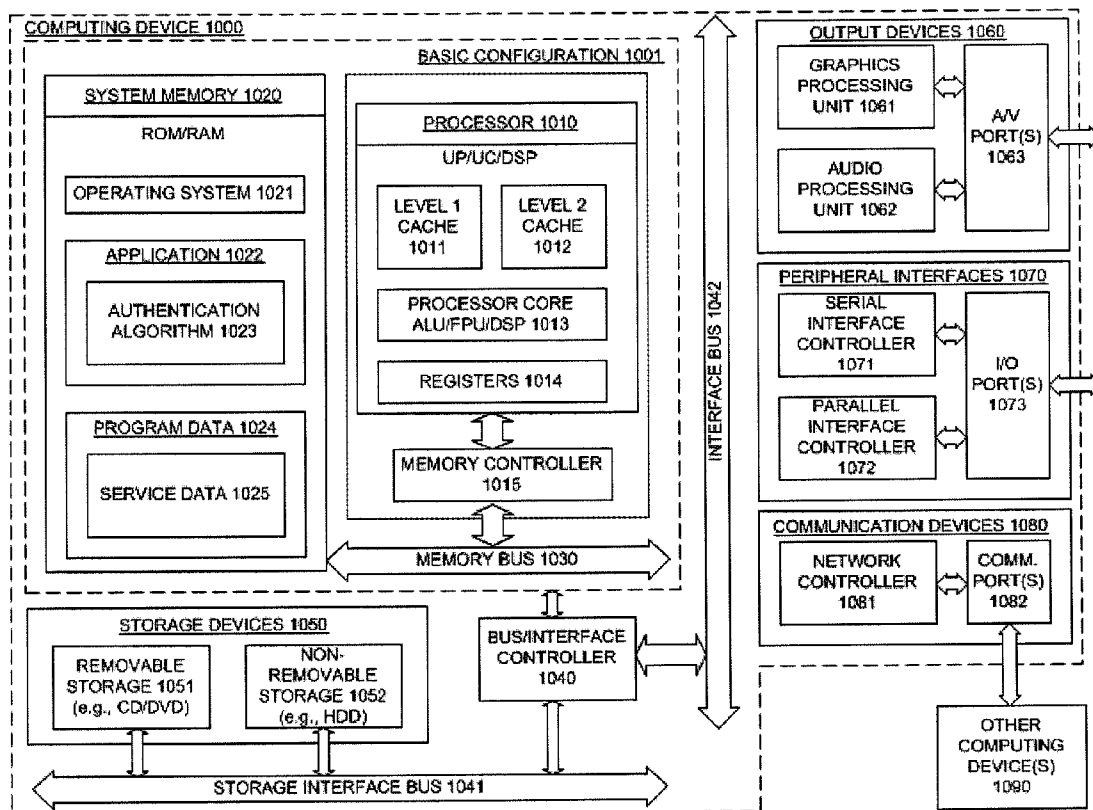 COMPUTING DEVICE 1000
BASIC CONFIGURATION 1001
SYSTEM MEMORY 1020
ROM/RAM
OPERATING SYSTEM 1021
APPLICATION 1022
AUTHENTICATION
ALGORITHM 1023
PROGRAM DATA 1024
SERVICE DATA 1025
PROCESSOR 1010
UP/UC/DSP
LEVEL 1
CACHE
1011
LEVEL 2
CACHE
1012
PROCESSOR CORE
ALU/FPU/DSP 1013
REGISTERS 1014
MEMORY CONTROLLER
1015
MEMORY BUS 1030
STORAGE DEVICES 1050
REMOVABLE
STORAGE 1051
(e.g., CD/DVD)
NON-
REMOVABLE
STORAGE 1052
(e.g., HDD)
BUS/INTERFACE
CONTROLLER
1040
STORAGE INTERFACE BUS 1041
INTERFACE BUS 1042
OUTPUT DEVICES 1060
GRAPHICS
PROCESSING
UNIT 1061
AUDIO
PROCESSING
UNIT 1062
A/V
PORT(S)
1063
PERIPHERAL INTERFACES 1070
SERIAL
INTERFACE
CONTROLLER
1071
PARALLEL
INTERFACE
CONTROLLER
1072
I/O
PORT(S)
1073
COMMUNICATION DEVICES 1080
NETWORK
CONTROLLER
1081
COMM.
PORT(S)
1082
OTHER
COMPUTING
DEVICE(S)
1090